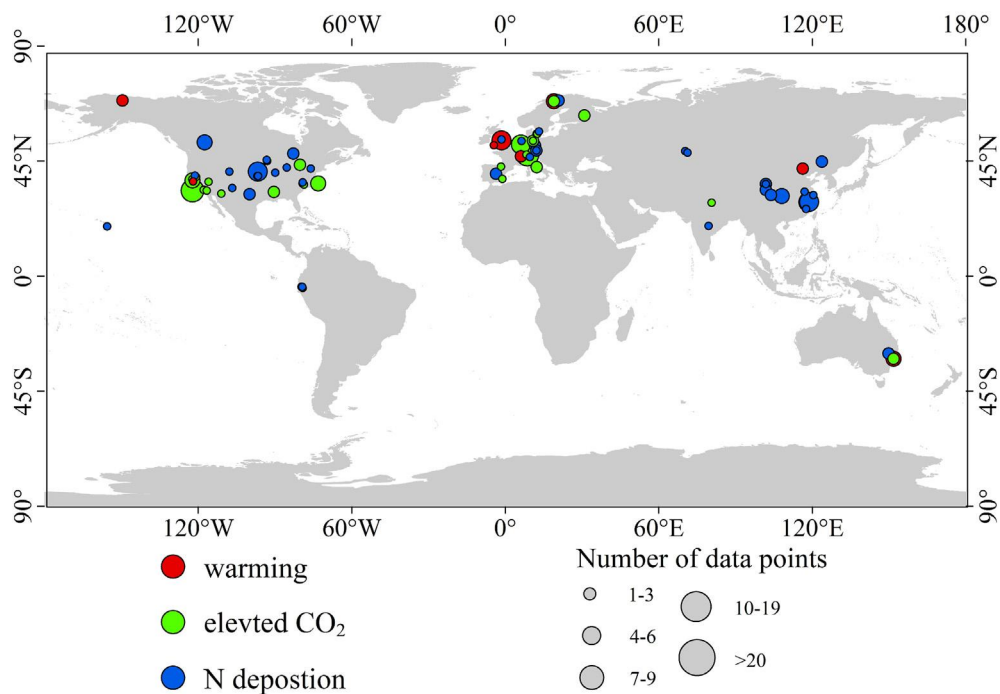 120°W 60°W 0° 60°E 120°E 180°
90° 90°
45°N 45°N
0° 0°
45°S 45°S
90° 90°
120°W 60°W 0° 60°E 120°E
warming
elevted CO₂
N depostion
Number of data points
1-3
4-6
7-9
10-19
>20